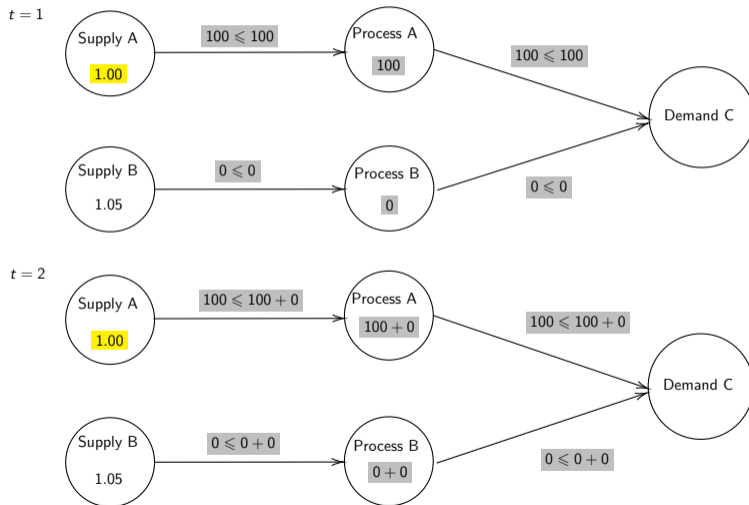 t = 1
Supply A
1.00
100 ⩽ 100
Process A
100
100 ⩽ 100
Demand C
Supply B
1.05
0 ⩽ 0
Process B
0
0 ⩽ 0
t = 2
Supply A
1.00
100 ⩽ 100 + 0
Process A
100 + 0
100 ⩽ 100 + 0
Demand C
Supply B
1.05
0 ⩽ 0 + 0
Process B
0 + 0
0 ⩽ 0 + 0